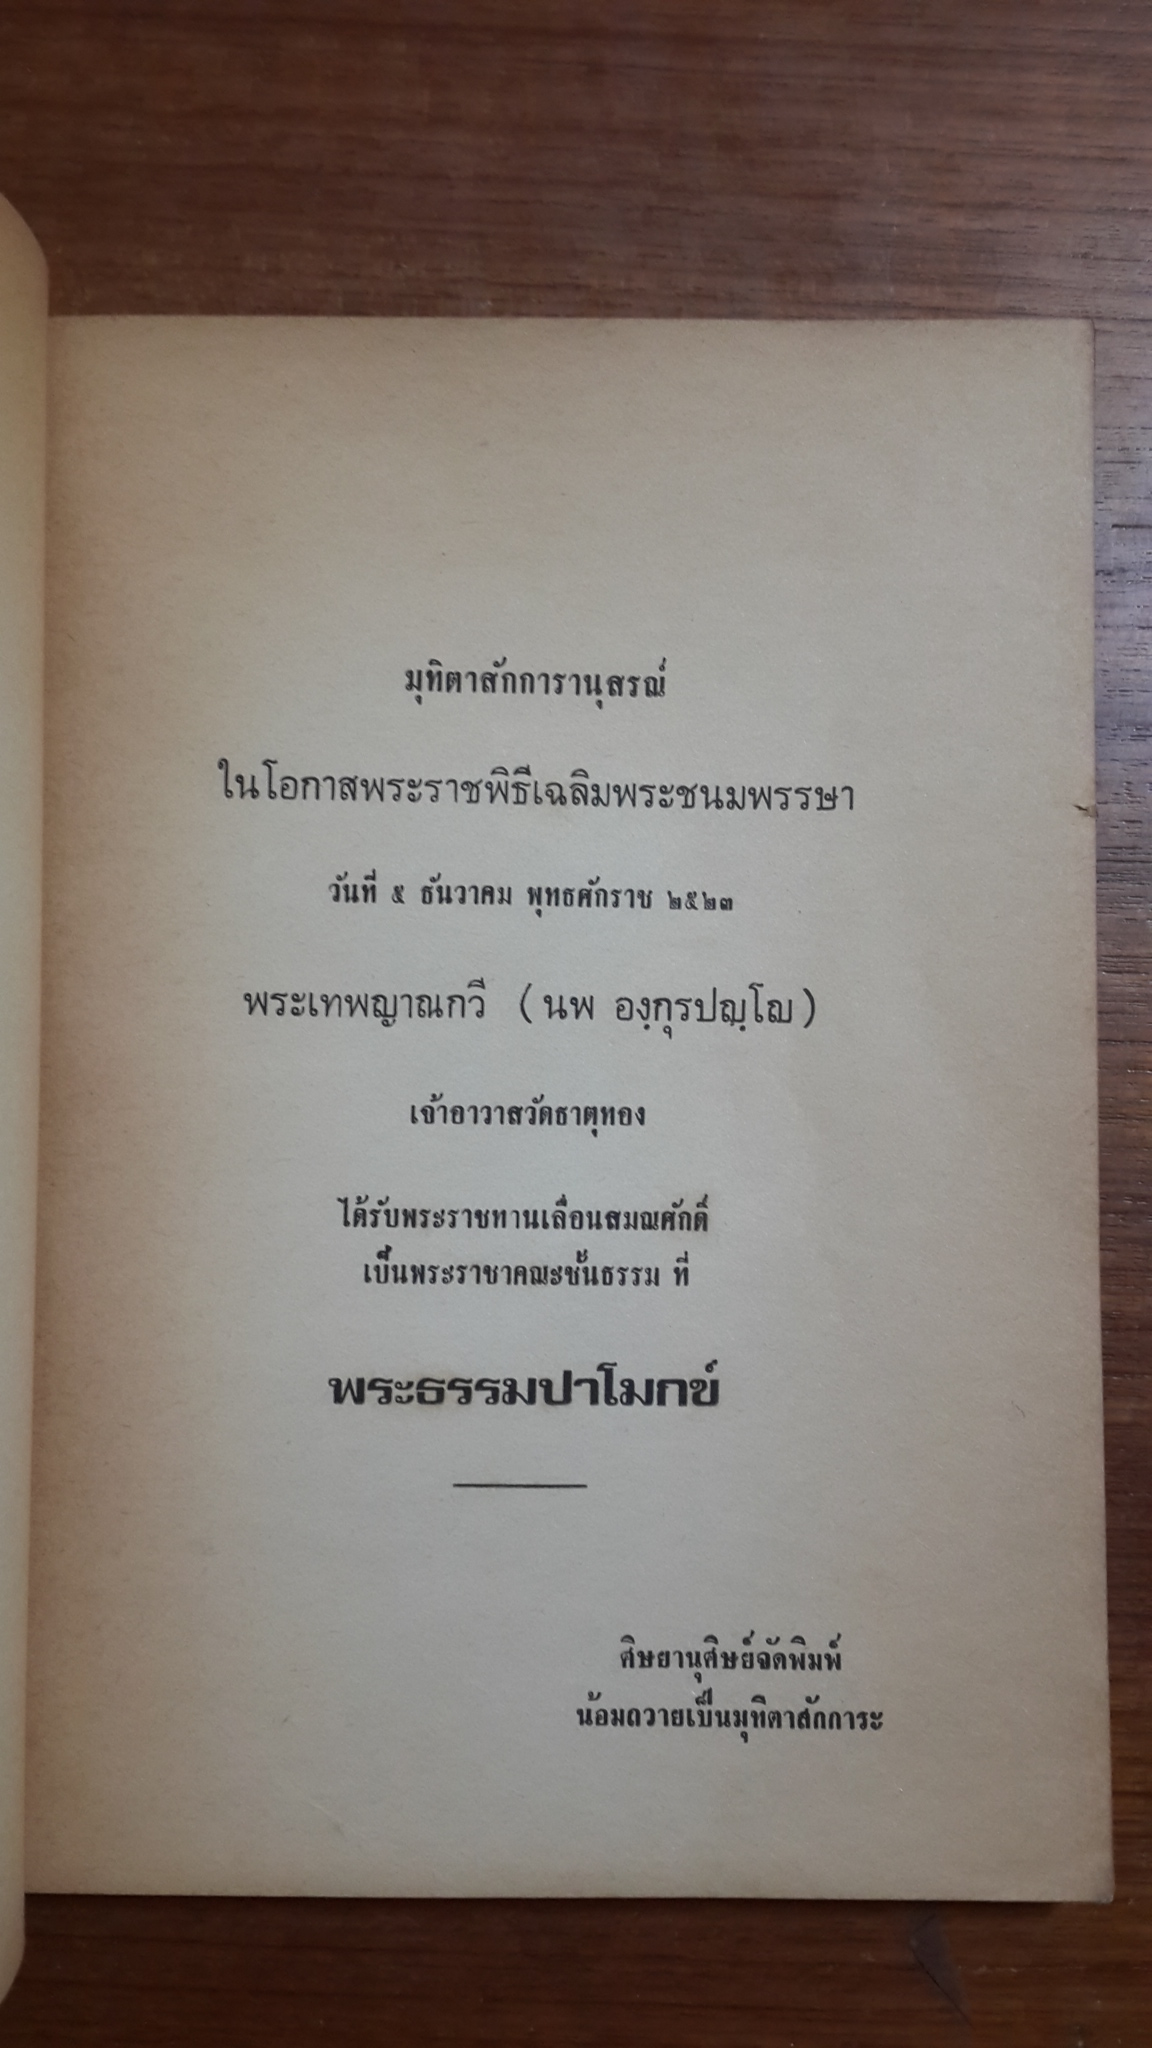 มุทิตาสักการานุสรณ์
ในโอกาสพระราชพิธีเฉลิมพระชนมพรรษา
วันที่ ๕ ธันวาคม พุทธศักราช ๒๕๒๓
พระเทพญาณกวี (นพ องฺกุรปญฺโญ)
เจ้าอาวาสวัดธาตุทอง
ได้รับพระราชทานเลื่อนสมณศักดิ์
เป็นพระราชาคณะชั้นธรรม ที่
พระธรรมปาโมกข์
ศิษยานุศิษย์จัดพิมพ์
น้อมถวายเป็นมุทิตาสักการะ